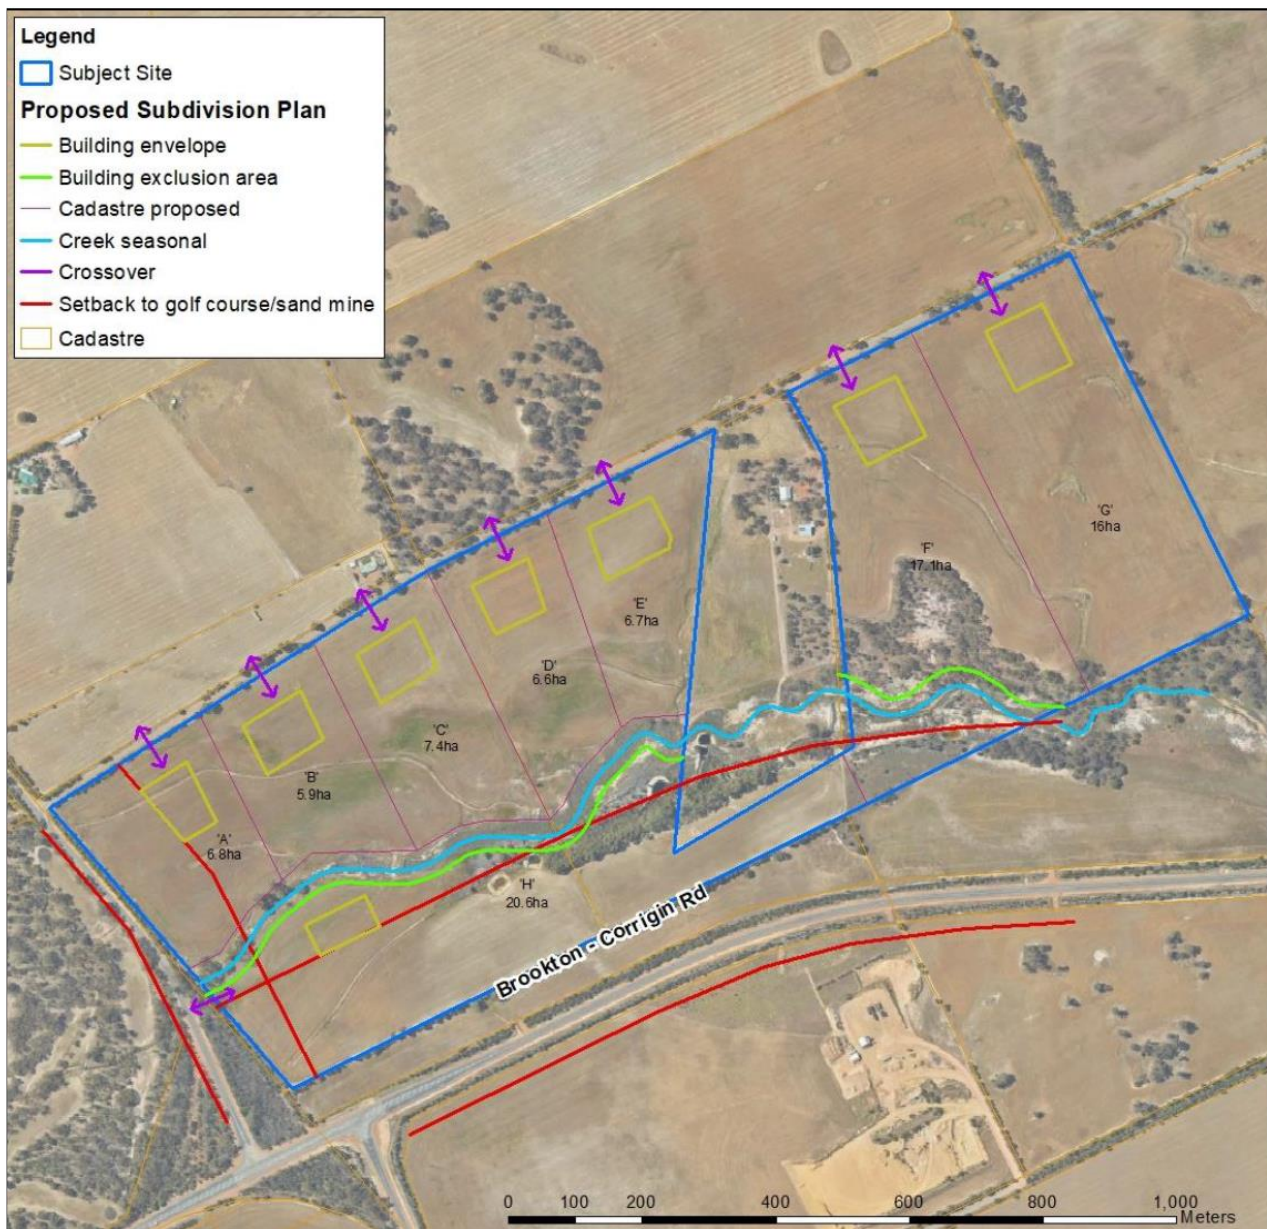 Legend
Subject Site
Proposed Subdivision Plan
Building envelope
Building exclusion area
Cadastre proposed
Creek seasonal
Crossover
Setback to golf course/sand mine
Cadastre
'G'
16ha
'F'
17.1ha
'E'
6.7ha
'D'
6.6ha
'C'
7.4ha
'B'
5.9ha
'A'
6.8ha
'H'
20.6ha
Brookton - Corrigin Rd
0 100 200 400 600 800 1,000
Meters